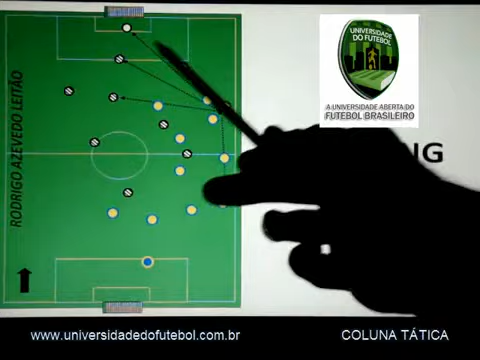 RODRIGO AZEVEDO LEITÃO
UNIVERSIDADE
DO FUTEBOL
A UNIVERSIDADE ABERTA DO
FUTEBOL BRASILEIRO
www.universidadedofutebol.com.br
COLUNA TÁTICA